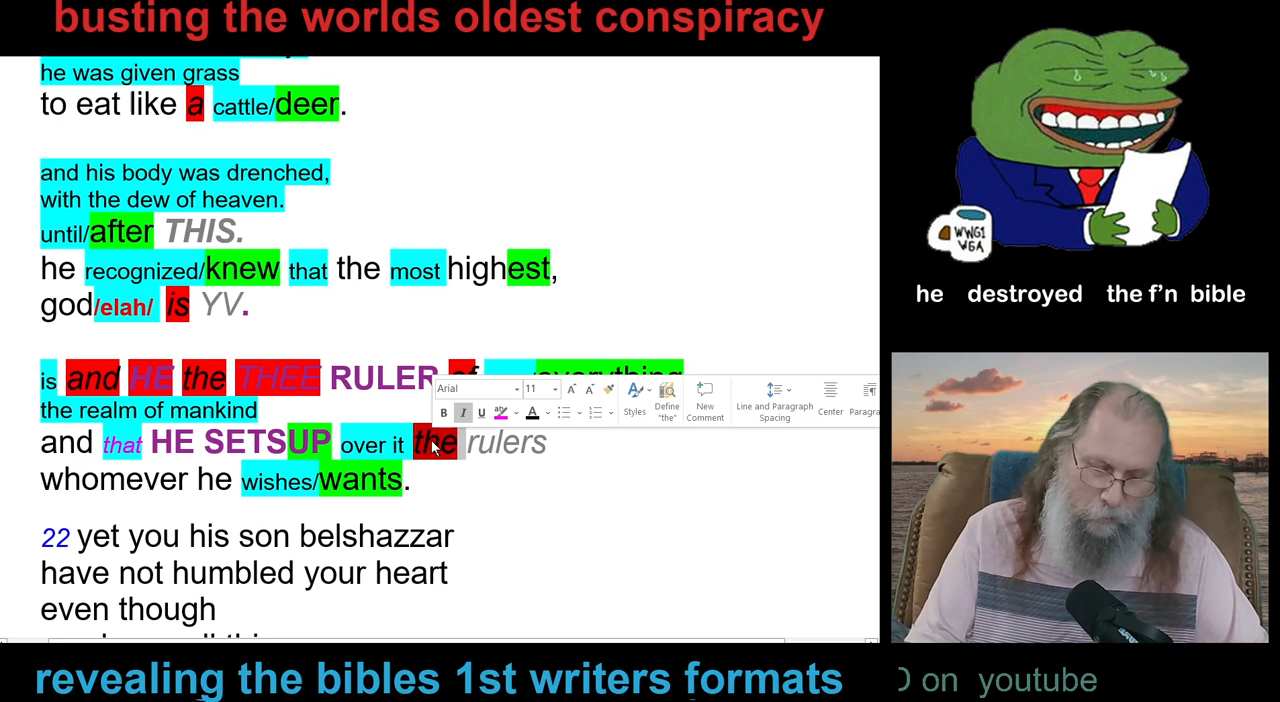 busting the worlds oldest conspiracy
he was given grass
to eat like a cattle/deer.
and his body was drenched,
with the dew of heaven.
until/after THIS.
he recognized/knew that the most highest,
god/elah/ is YV.
is and HE the THEE RULER of everything
the realm of mankind
and that HE SETSUP over it the rulers
whomever he wishes/wants.
22 yet you his son belshazzar
have not humbled your heart
even though
Arial 11
B I U
Styles
Define "the"
New Comment
Line and Paragraph Spacing
Center
WWG1
WGA
he destroyed the f'n bible
revealing the bibles 1st writers formats
on youtube